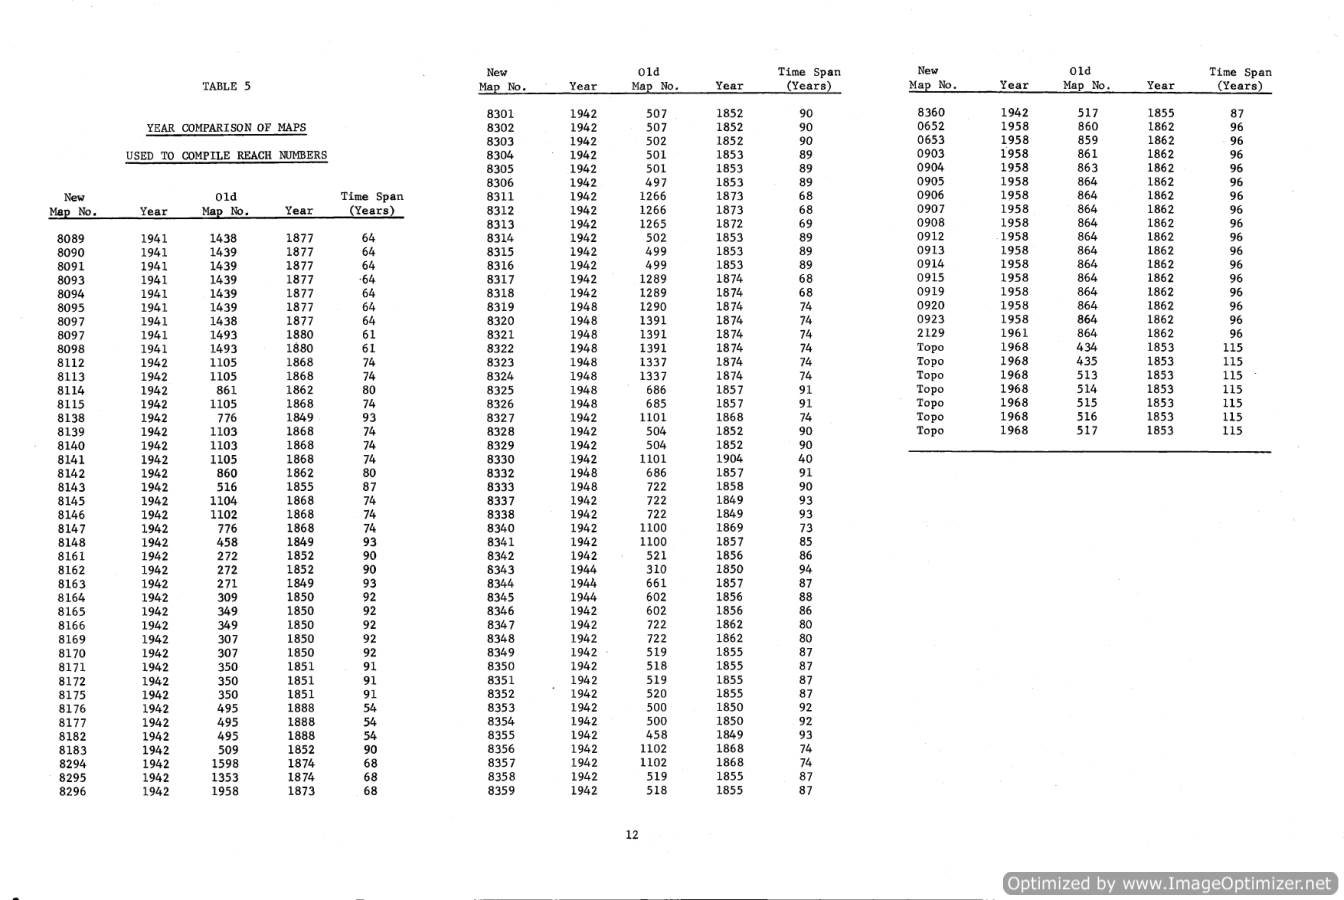 TABLE 5
YEAR COMPARISON OF MAPS
USED TO COMPILE REACH NUMBERS
New Old Time Span
Map No. Year Map No. Year (Years)
8089 1941 1438 1877 64
8090 1941 1439 1877 64
8091 1941 1439 1877 64
8093 1941 1439 1877 64
8094 1941 1439 1877 64
8095 1941 1439 1877 64
8097 1941 1438 1877 64
8097 1941 1493 1880 61
8098 1941 1493 1880 61
8112 1942 1105 1868 74
8113 1942 1105 1868 74
8114 1942 861 1862 80
8115 1942 1105 1868 74
8138 1942 776 1849 93
8139 1942 1103 1868 74
8140 1942 1103 1868 74
8141 1942 1105 1868 74
8142 1942 860 1862 80
8143 1942 516 1855 87
8145 1942 1104 1868 74
8146 1942 1102 1868 74
8147 1942 776 1868 74
8148 1942 458 1849 93
8161 1942 272 1852 90
8162 1942 272 1852 90
8163 1942 271 1849 93
8164 1942 309 1850 92
8165 1942 349 1850 92
8166 1942 349 1850 92
8169 1942 307 1850 92
8170 1942 307 1850 92
8171 1942 350 1851 91
8172 1942 350 1851 91
8175 1942 350 1851 91
8176 1942 495 1888 54
8177 1942 495 1888 54
8182 1942 495 1888 54
8183 1942 509 1852 90
8294 1942 1598 1874 68
8295 1942 1353 1874 68
8296 1942 1958 1873 68
New Old Time Span
Map No. Year Map No. Year (Years)
8301 1942 507 1852 90
8302 1942 507 1852 90
8303 1942 502 1852 90
8304 1942 501 1853 89
8305 1942 501 1853 89
8306 1942 497 1853 89
8311 1942 1266 1873 68
8312 1942 1266 1873 68
8313 1942 1265 1872 69
8314 1942 502 1853 89
8315 1942 499 1853 89
8316 1942 499 1853 89
8317 1942 1289 1874 68
8318 1942 1289 1874 68
8319 1948 1290 1874 74
8320 1948 1391 1874 74
8321 1948 1391 1874 74
8322 1948 1391 1874 74
8323 1948 1337 1874 74
8324 1948 1337 1874 74
8325 1948 686 1857 91
8326 1948 685 1857 91
8327 1942 1101 1868 74
8328 1942 504 1852 90
8329 1942 504 1852 90
8330 1942 1101 1904 40
8332 1948 686 1857 91
8333 1948 722 1858 90
8337 1942 722 1849 93
8338 1942 722 1849 93
8340 1942 1100 1869 73
8341 1942 1100 1857 85
8342 1942 521 1856 86
8343 1944 310 1850 94
8344 1944 661 1857 87
8345 1944 602 1856 88
8346 1942 602 1856 86
8347 1942 722 1862 80
8348 1942 722 1862 80
8349 1942 519 1855 87
8350 1942 518 1855 87
8351 1942 519 1855 87
8352 1942 520 1855 87
8353 1942 500 1850 92
8354 1942 500 1850 92
8355 1942 458 1849 93
8356 1942 1102 1868 74
8357 1942 1102 1868 74
8358 1942 519 1855 87
8359 1942 518 1855 87
New Old Time Span
Map No. Year Map No. Year (Years)
8360 1942 517 1855 87
0652 1958 860 1862 96
0653 1958 859 1862 96
0903 1958 861 1862 96
0904 1958 863 1862 96
0905 1958 864 1862 96
0906 1958 864 1862 96
0907 1958 864 1862 96
0908 1958 864 1862 96
0912 1958 864 1862 96
0913 1958 864 1862 96
0914 1958 864 1862 96
0915 1958 864 1862 96
0919 1958 864 1862 96
0920 1958 864 1862 96
0923 1958 864 1862 96
2129 1961 864 1862 96
Topo 1968 434 1853 115
Topo 1968 435 1853 115
Topo 1968 513 1853 115
Topo 1968 514 1853 115
Topo 1968 515 1853 115
Topo 1968 516 1853 115
Topo 1968 517 1853 115
12
Optimized by www.ImageOptimizer.net